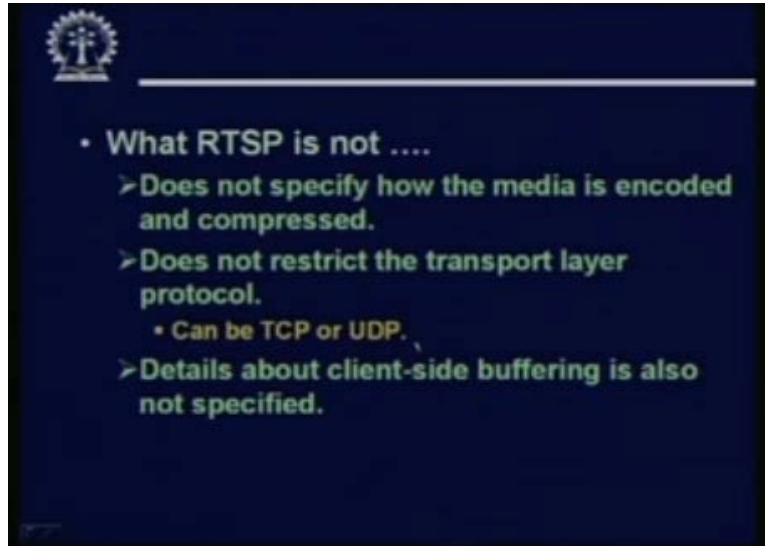 • What RTSP is not ....
➢Does not specify how the media is encoded
and compressed.
➢Does not restrict the transport layer
protocol.
▪ Can be TCP or UDP.
➢Details about client-side buffering is also
not specified.